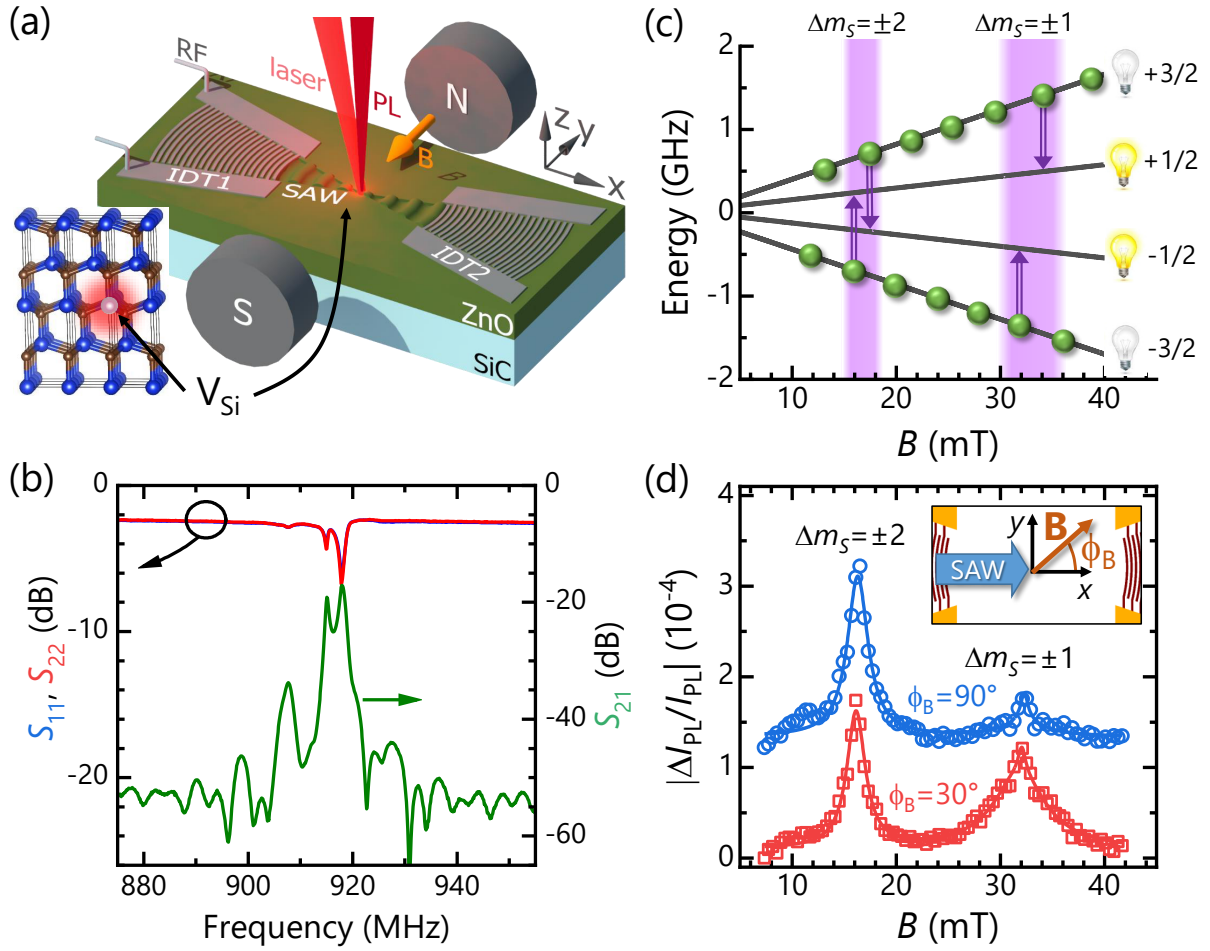 (a)
RF
laser
PL
N
B
z
y
x
IDT1
SAW
B
IDT2
S
ZnO
SiC
V_Si
(b)
0
-10
-20
S₁₁, S₂₂ (dB)
0
-20
-40
-60
S₂₁ (dB)
880 900 920 940
Frequency (MHz)
(c)
Δm_S=±2 Δm_S=±1
2
1
0
-1
-2
Energy (GHz)
+3/2
+1/2
-1/2
-3/2
10 20 30 40
B (mT)
(d)
4
3
2
1
0
|ΔI_PL/I_PL| (10⁻⁴)
Δm_S=±2
y
B
ϕ_B
SAW
x
Δm_S=±1
ϕ_B=90°
ϕ_B=30°
10 20 30 40
B (mT)